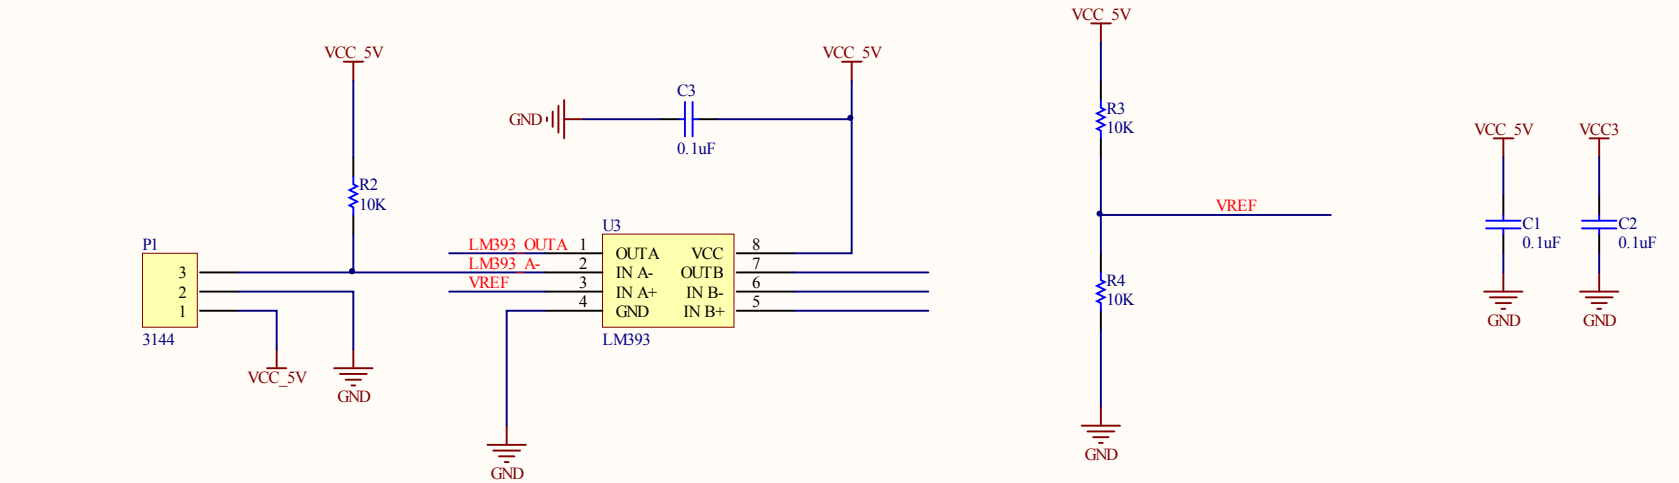 VCC_5V
R2
10K
P1
3
2
1
3144
VCC_5V
GND
GND
C3
0.1uF
VCC_5V
U3
LM393_OUTA 1 OUTA VCC 8
LM393_A- 2 IN A- OUTB 7
VREF 3 IN A+ IN B- 6
4 GND IN B+ 5
LM393
GND
VCC_5V
R3
10K
VREF
R4
10K
GND
VCC_5V
C1
0.1uF
GND
VCC3
C2
0.1uF
GND